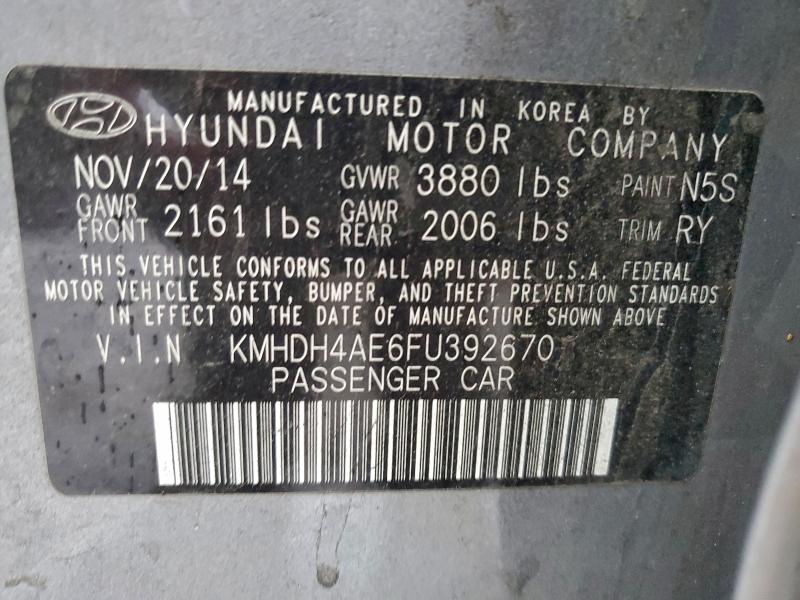 MANUFACTURED IN KOREA BY
HYUNDAI MOTOR COMPANY
NOV/20/14 GVWR 3880 lbs PAINT N5S
GAWR FRONT 2161 lbs GAWR REAR 2006 lbs TRIM RY
THIS VEHICLE CONFORMS TO ALL APPLICABLE U.S.A. FEDERAL
MOTOR VEHICLE SAFETY, BUMPER, AND THEFT PREVENTION STANDARDS
IN EFFECT ON THE DATE OF MANUFACTURE SHOWN ABOVE
V.I.N KMHDH4AE6FU392670
PASSENGER CAR